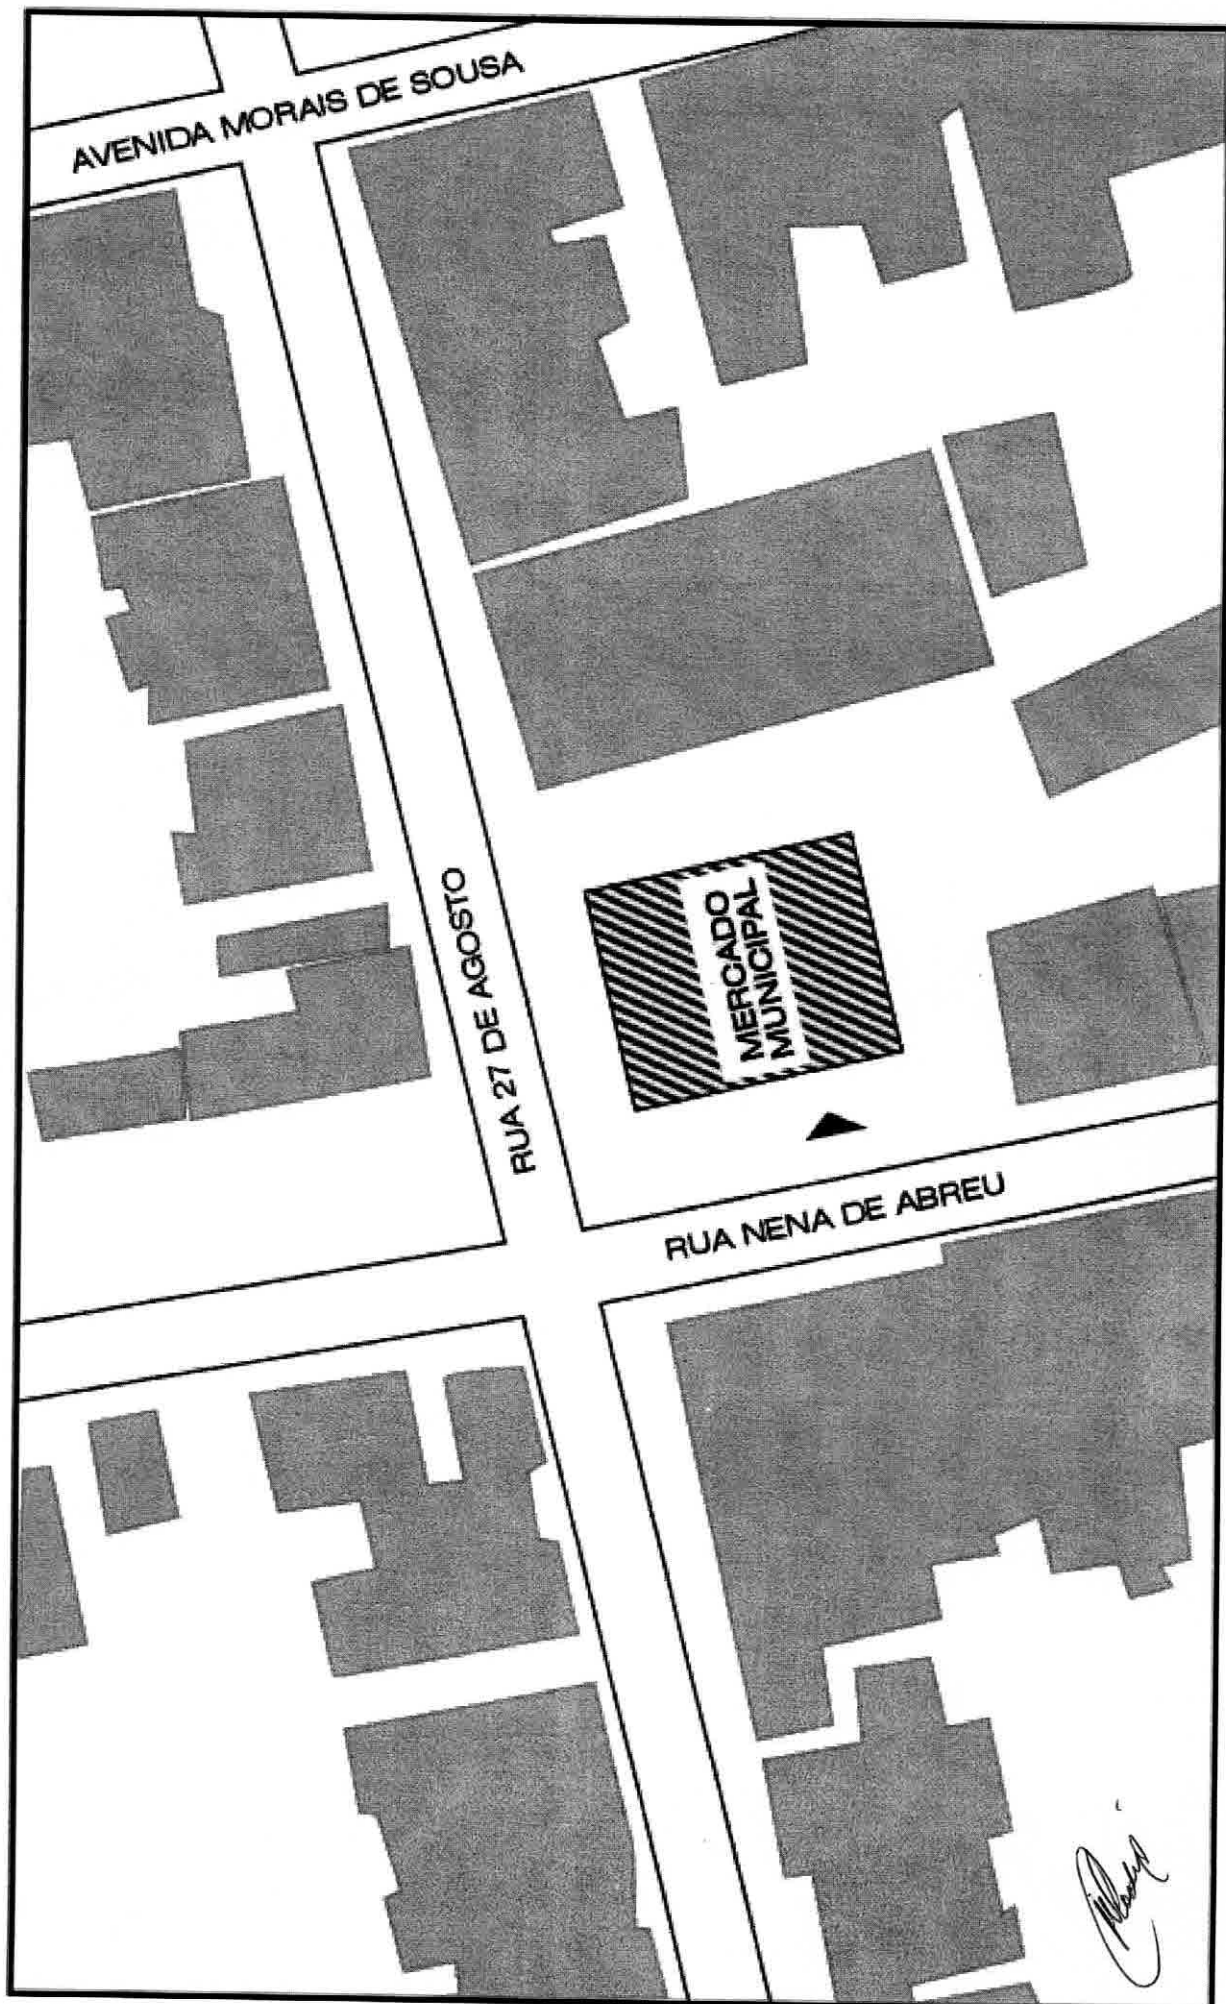 AVENIDA MORAIS DE SOUSA
RUA 27 DE AGOSTO
MERCADO
MUNICIPAL
RUA NENA DE ABREU